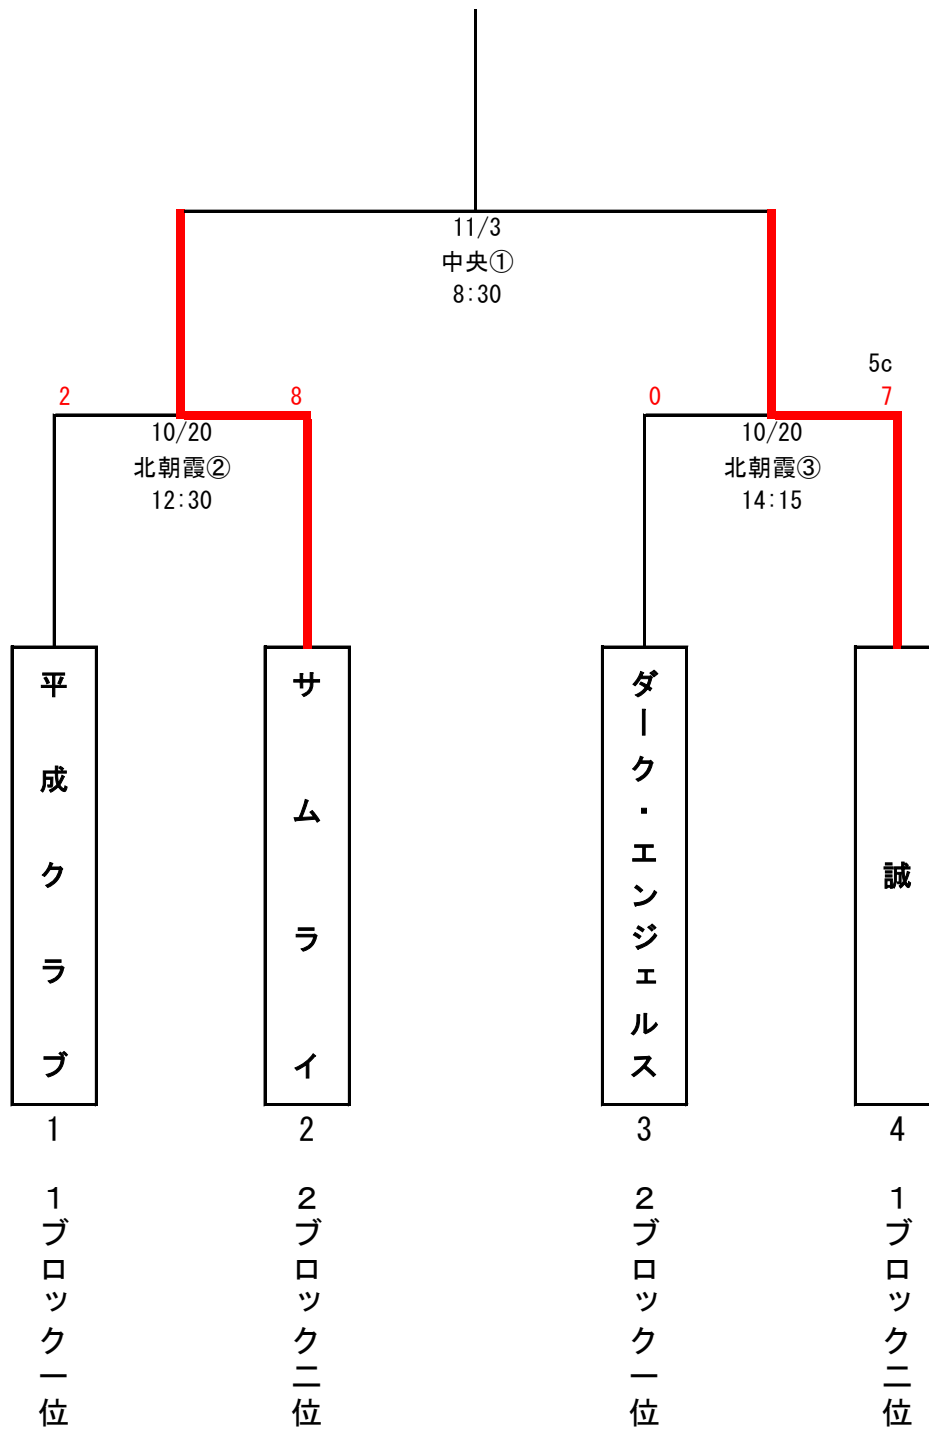 11/3
中央①
8:30
5c
2
8
0
7
10/20
北朝霞②
12:30
10/20
北朝霞③
14:15
平成クラブ
サムライ
ダーク・エンジェルス
誠
1
2
3
4
1ブロック一位
2ブロック二位
2ブロック一位
1ブロック二位